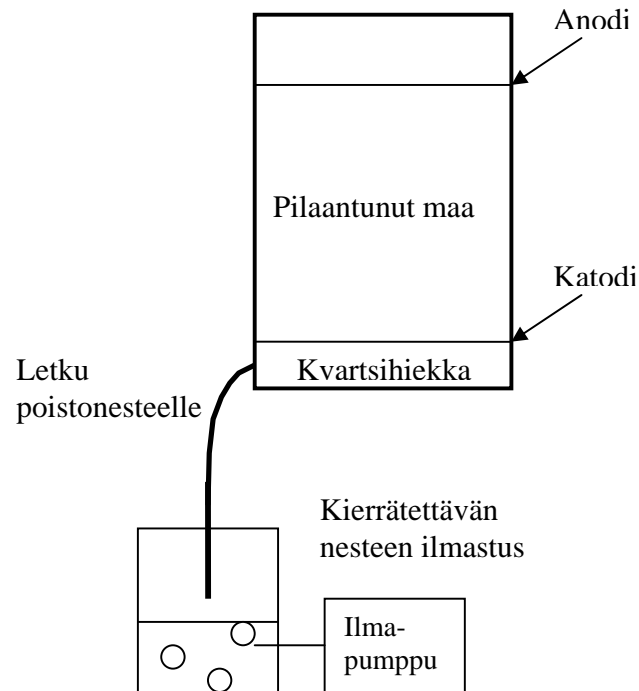 Anodi
Pilaantunut maa
Katodi
Kvartsihiekka
Letku
poistonesteelle
Kierrätettävän
nesteen ilmastus
Ilma-
pumppu